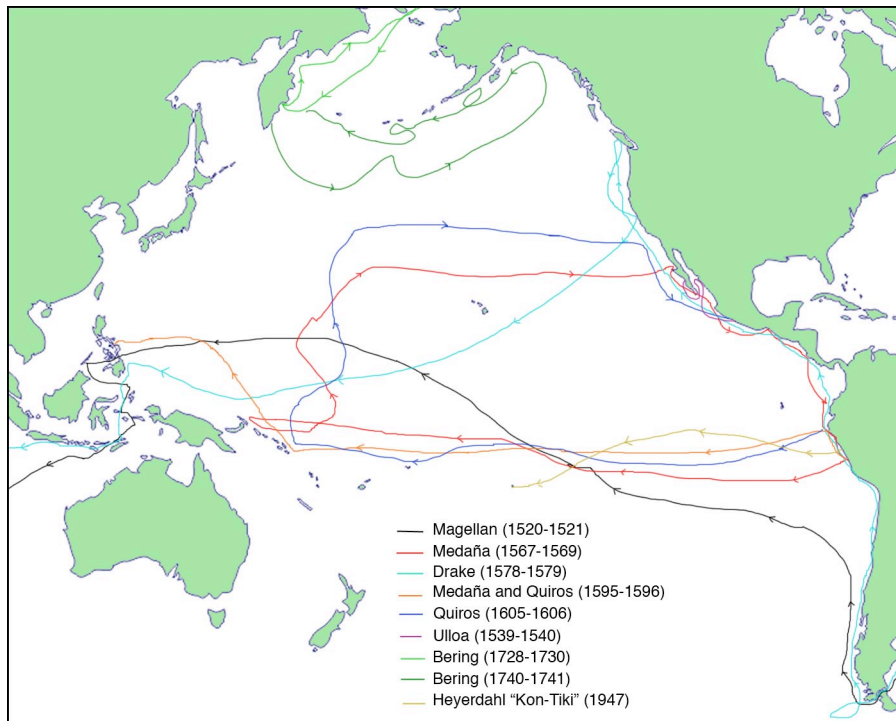 Magellan (1520-1521)
Medaña (1567-1569)
Drake (1578-1579)
Medaña and Quiros (1595-1596)
Quiros (1605-1606)
Ulloa (1539-1540)
Bering (1728-1730)
Bering (1740-1741)
Heyerdahl “Kon-Tiki” (1947)